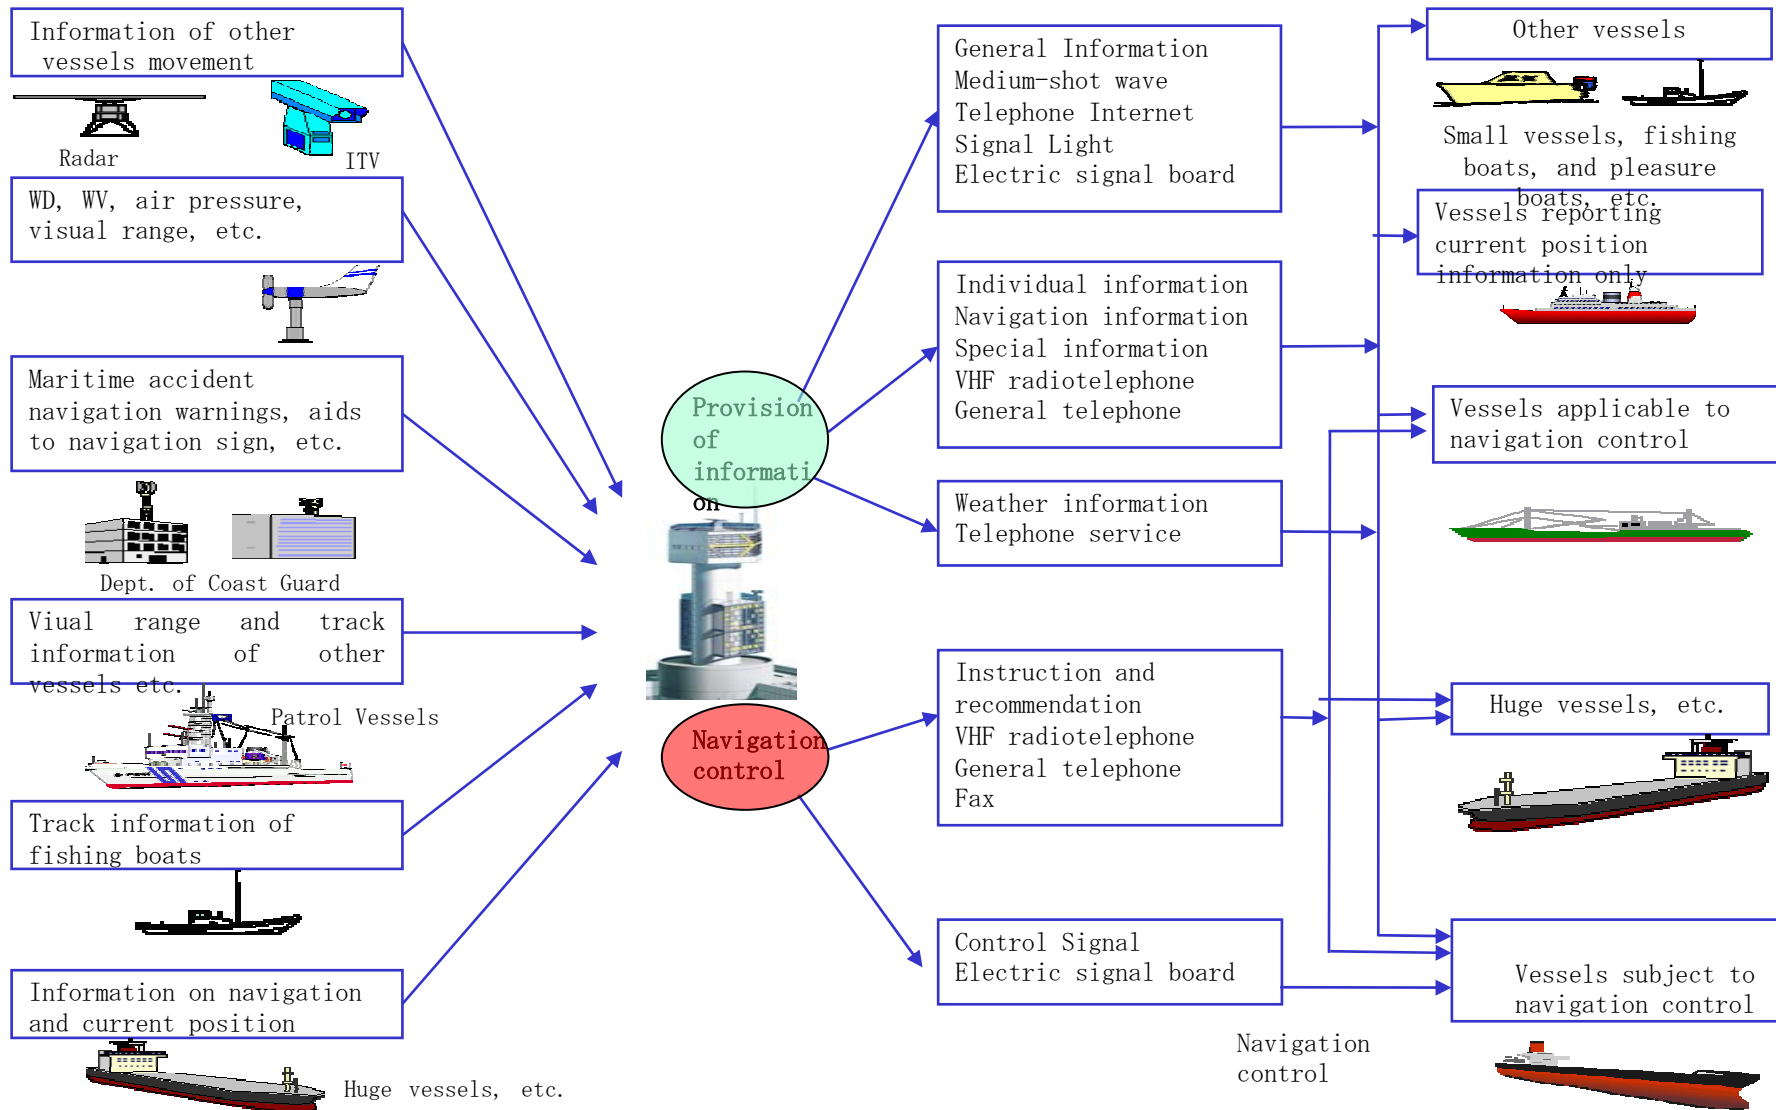 Information of other
vessels movement
Radar
ITV
WD, WV, air pressure,
visual range, etc.
Maritime accident
navigation warnings, aids
to navigation sign, etc.
Dept. of Coast Guard
Viual range and track
information of other
vessels etc.
Patrol Vessels
Track information of
fishing boats
Information on navigation
and current position
Huge vessels, etc.
Provision
of
informati
on
Navigation
control
General Information
Medium-shot wave
Telephone Internet
Signal Light
Electric signal board
Individual information
Navigation information
Special information
VHF radiotelephone
General telephone
Weather information
Telephone service
Instruction and
recommendation
VHF radiotelephone
General telephone
Fax
Control Signal
Electric signal board
Navigation
control
Other vessels
Small vessels, fishing
boats, and pleasure
boats, etc.
Vessels reporting
current position
information only
Vessels applicable to
navigation control
Huge vessels, etc.
Vessels subject to
navigation control